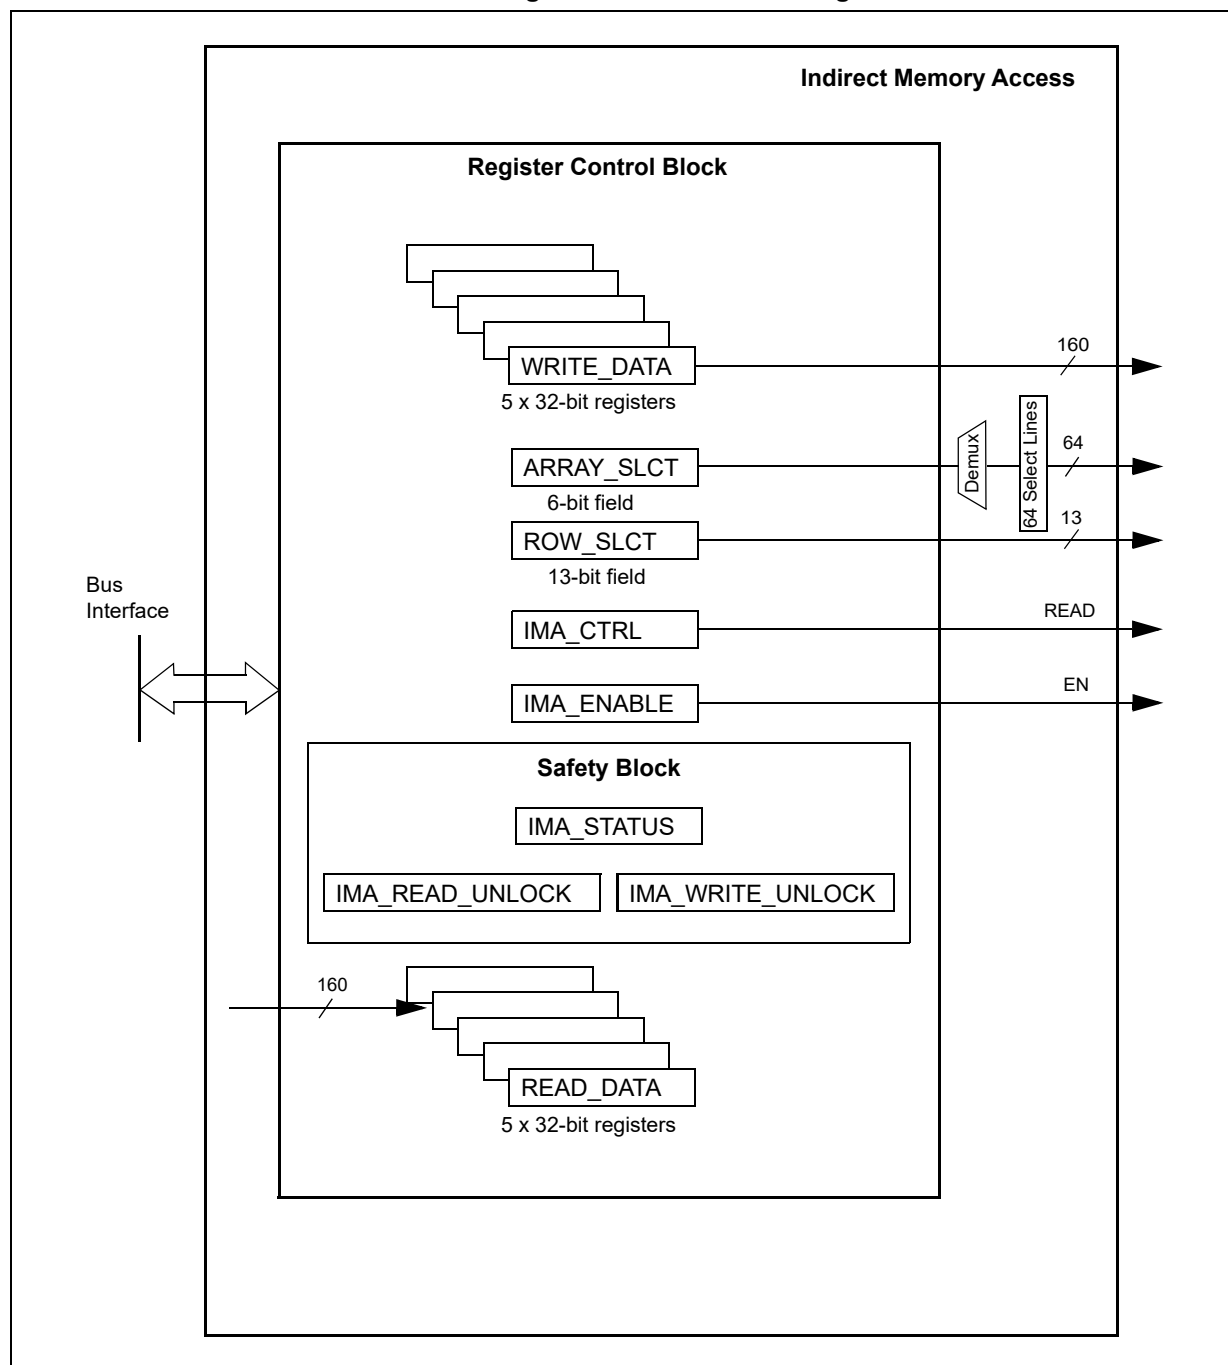 Indirect Memory Access
Register Control Block
WRITE_DATA
160
5 x 32-bit registers
ARRAY_SLCT
Demux
64 Select Lines
64
6-bit field
ROW_SLCT
13
13-bit field
Bus
Interface
IMA_CTRL
READ
IMA_ENABLE
EN
Safety Block
IMA_STATUS
IMA_READ_UNLOCK
IMA_WRITE_UNLOCK
160
READ_DATA
5 x 32-bit registers